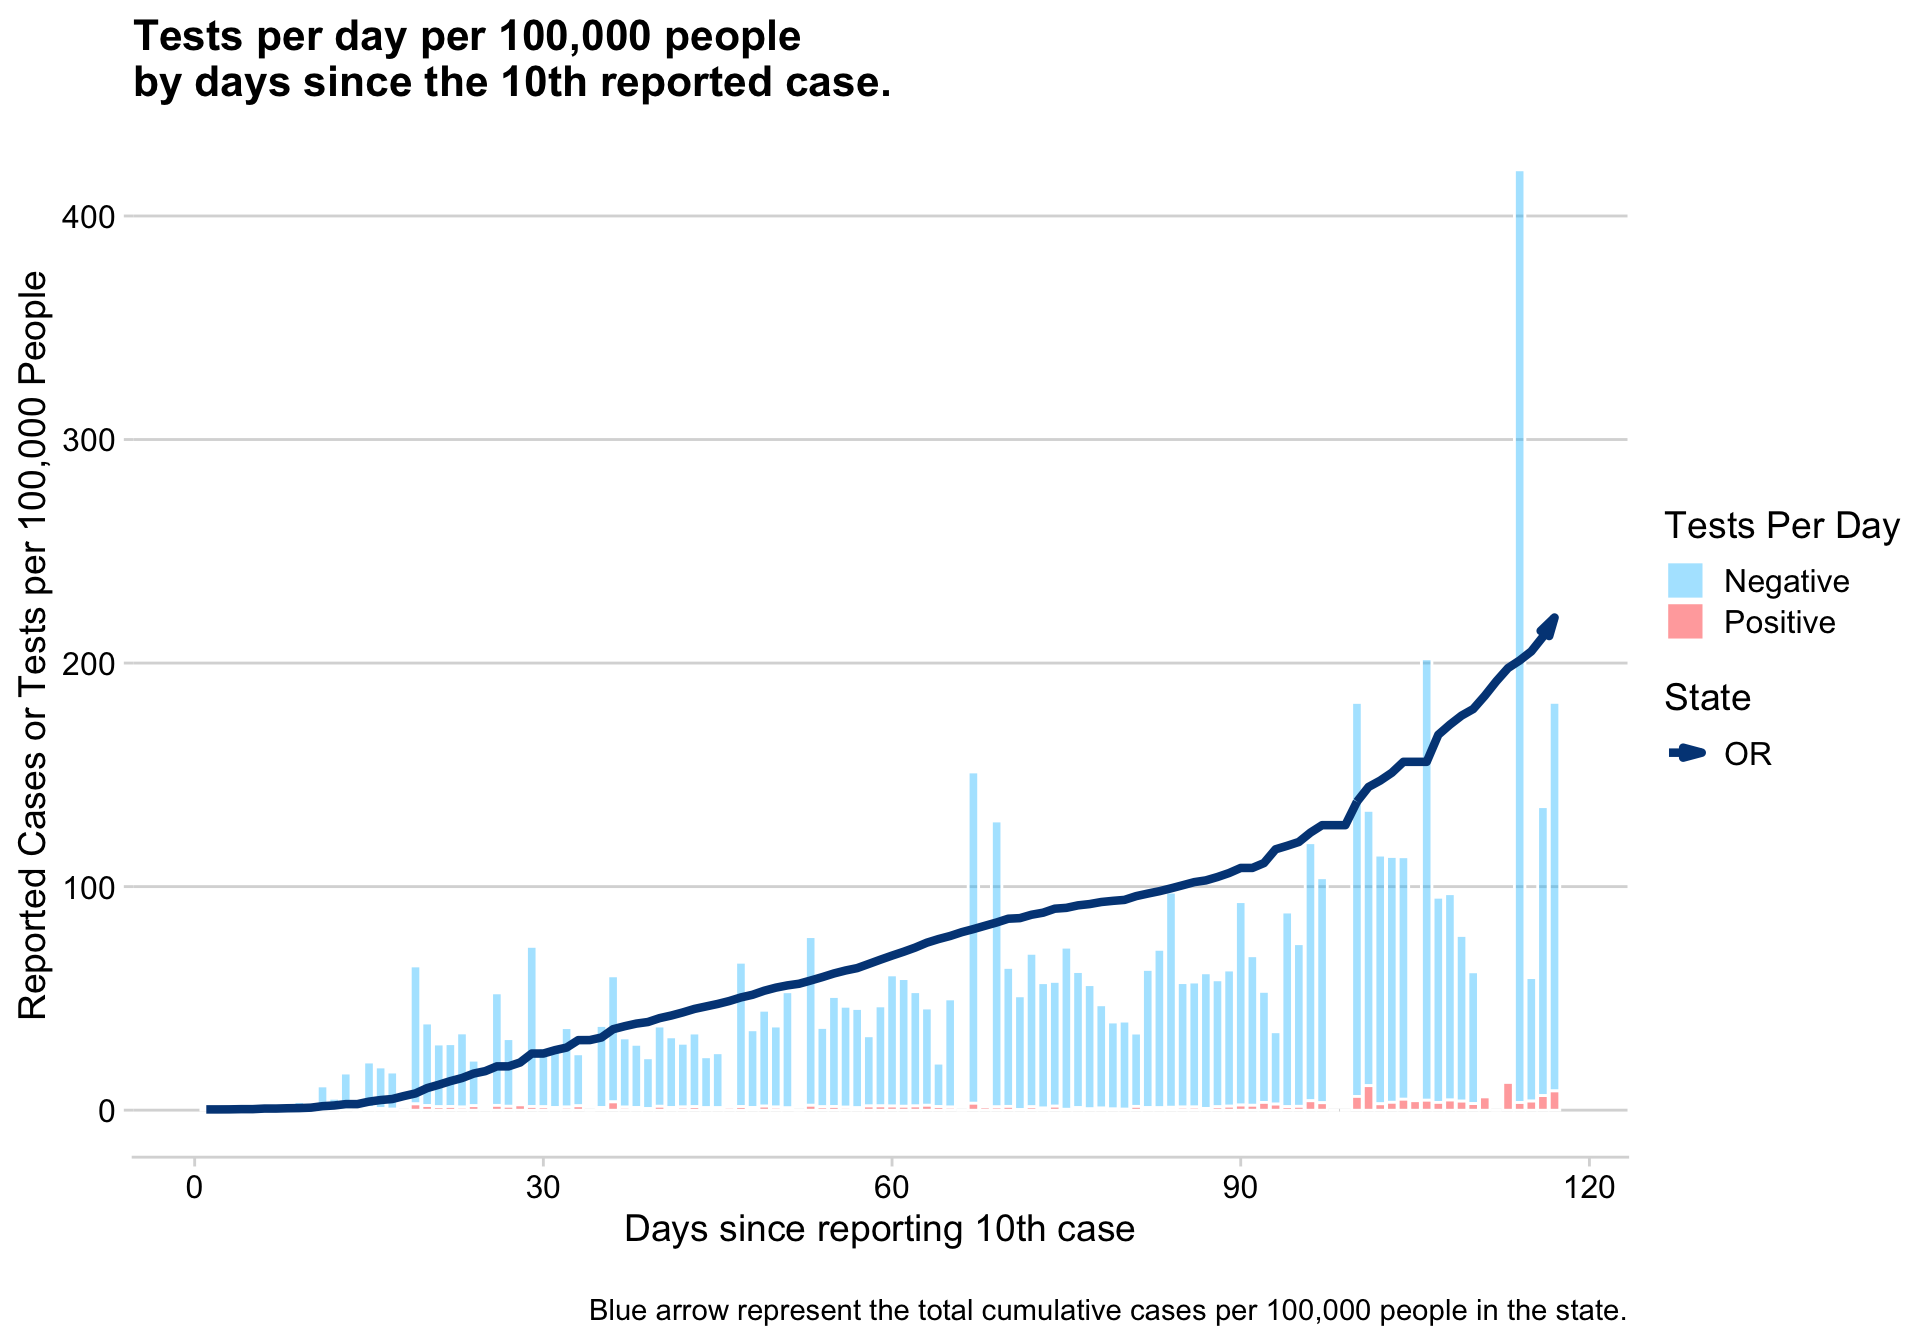 Tests per day per 100,000 people
by days since the 10th reported case.
Reported Cases or Tests per 100,000 People
400
300
200
100
0
0
30
60
90
120
Days since reporting 10th case
Tests Per Day
Negative
Positive
State
OR
Blue arrow represent the total cumulative cases per 100,000 people in the state.